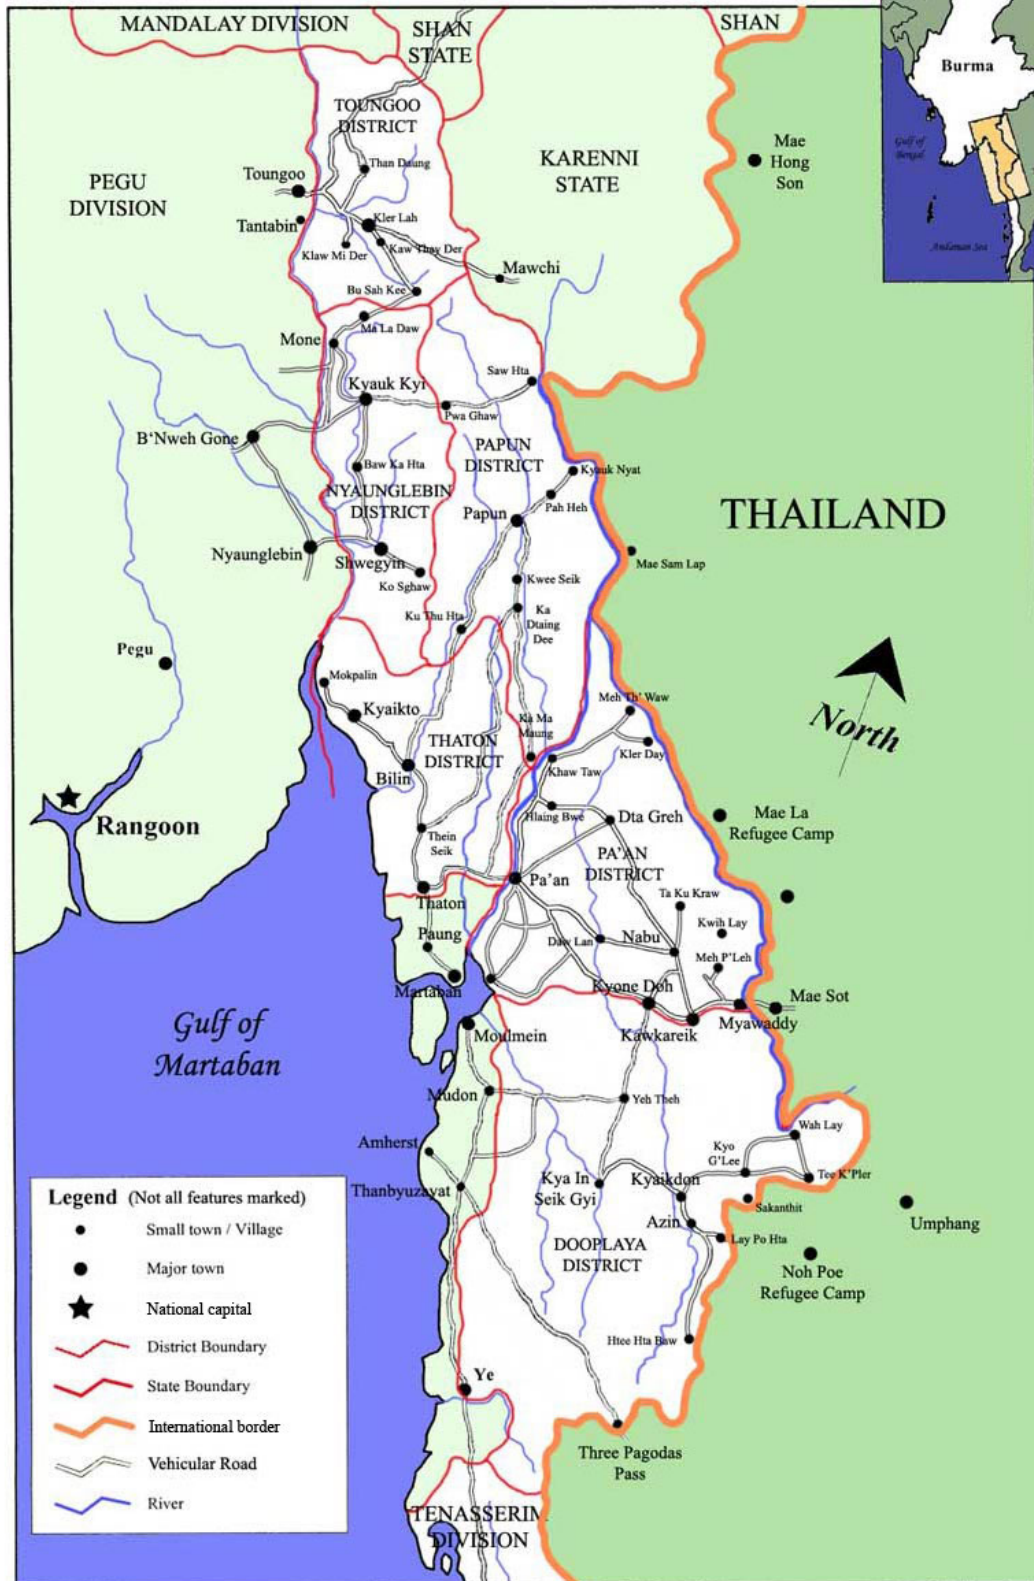 MANDALAY DIVISION
SHAN
STATE
SHAN
Burma
Gulf of
Bengal
Andaman Sea
TOUNGOO
DISTRICT
KARENNI
STATE
Mae
Hong
Son
PEGU
DIVISION
Than Daung
Toungoo
Tantabin
Kler Lah
Klaw Mi Der
Kaw Thay Der
Mawchi
Bu Sah Kee
Ma La Daw
Mone
Saw Hta
Kyauk Kyi
Pwa Ghaw
B'Nweh Gone
PAPUN
DISTRICT
Baw Ka Hta
Kyauk Nyat
NYAUNGLEBIN
DISTRICT
Pah Heh
Papun
THAILAND
Nyaunglebin
Shwegyin
Mae Sam Lap
Ko Sghaw
Kwee Seik
Ku Thu Hta
Ka
Dtaing
Dee
Pegu
Mokpalin
Meh Th' Waw
Kyaikto
Ka Ma
Maung
North
THATON
DISTRICT
Kler Day
Khaw Taw
Bilin
Rangoon
Hlaing Bwe
Dta Greh
Mae La
Refugee Camp
Thein
Seik
PA'AN
DISTRICT
Pa'an
Thaton
Ta Ku Kraw
Paung
Daw Lan
Nabu
Kwih Lay
Meh P'Leh
Martaban
Kyone Doh
Mae Sot
Gulf of
Martaban
Moulmein
Kawkareik
Myawaddy
Mudon
Yeh Theh
Amherst
Wah Lay
Kyo
G'Lee
Thanbyuzayat
Kya In
Seik Gyi
Kyaikdon
Tee K'Pler
Sakanthit
Umphang
Azin
Lay Po Hta
DOOPLAYA
DISTRICT
Noh Poe
Refugee Camp
Htee Hta Baw
Ye
Three Pagodas
Pass
TENASSERIM
DIVISION
Legend (Not all features marked)
Small town / Village
Major town
National capital
District Boundary
State Boundary
International border
Vehicular Road
River